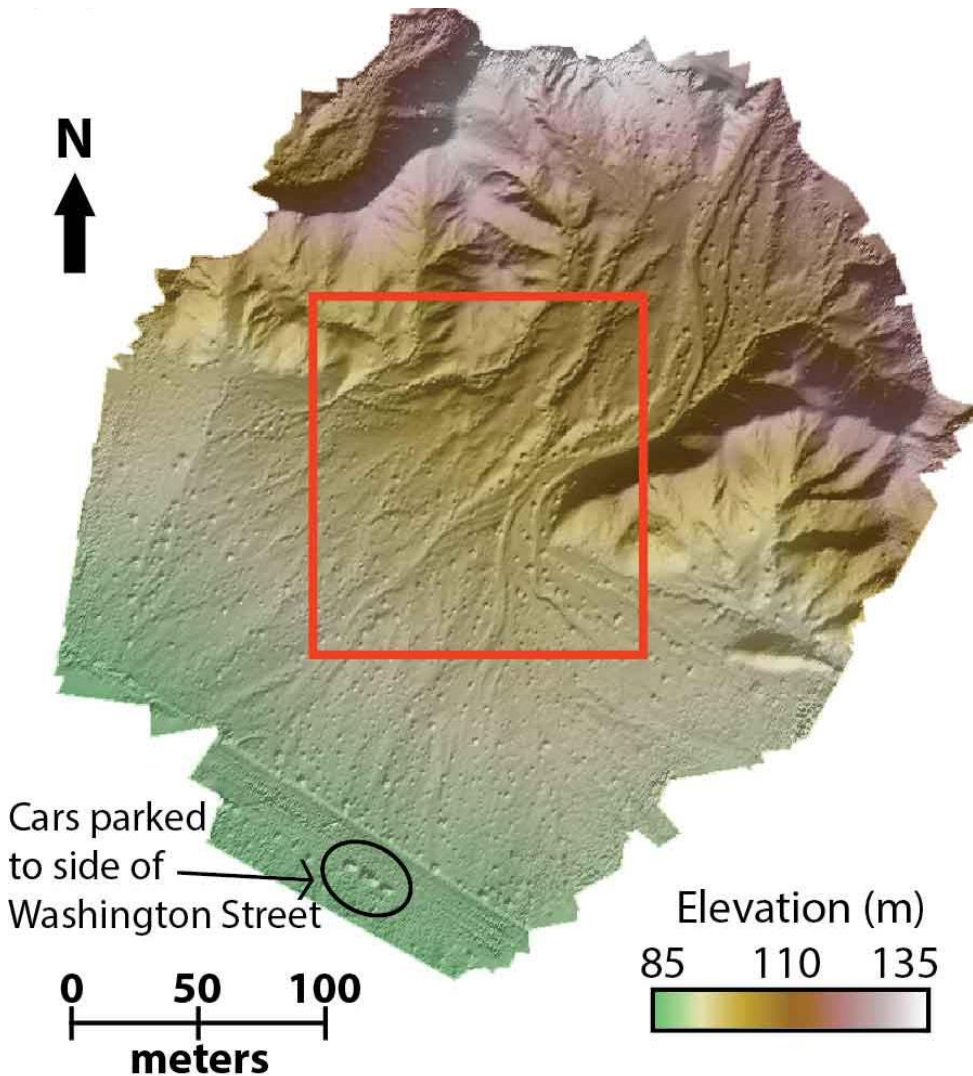 N
Cars parked
to side of
Washington Street
Elevation (m)
85 110 135
0 50 100
meters